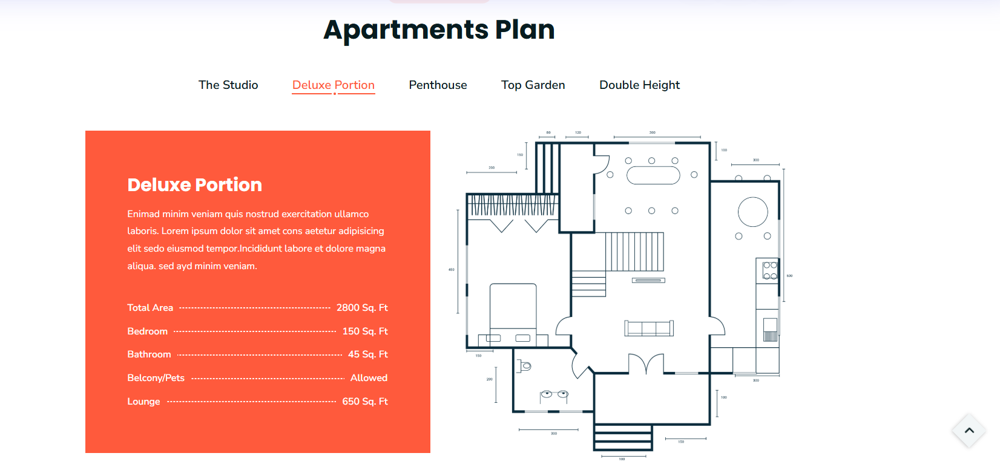 Apartments Plan
The Studio
Deluxe Portion
Penthouse
Top Garden
Double Height
Deluxe Portion
Enimad minim veniam quis nostrud exercitation ullamco
laboris. Lorem ipsum dolor sit amet cons aetetur adipisicing
elit sedo eiusmod tempor.Incididunt labore et dolore magna
aliqua. sed ayd minim veniam.
Total Area 2800 Sq. Ft
Bedroom 150 Sq. Ft
Bathroom 45 Sq. Ft
Belcony/Pets Allowed
Lounge 650 Sq. Ft
80
120
300
150
100
200
300
450
600
150
200
300
100
300
150
100